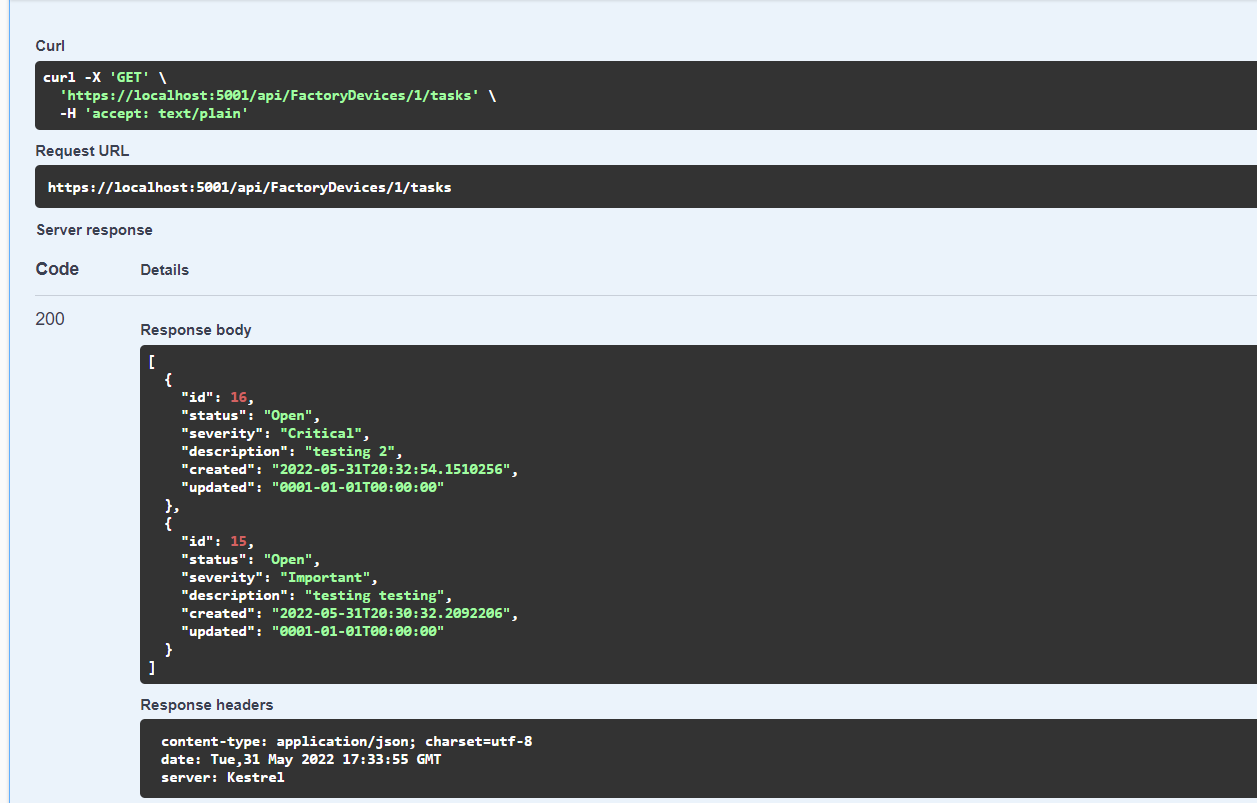 Curl
curl -X 'GET' \
  'https://localhost:5001/api/FactoryDevices/1/tasks' \
  -H 'accept: text/plain'
Request URL
https://localhost:5001/api/FactoryDevices/1/tasks
Server response
Code Details
200
Response body
[
  {
    "id": 16,
    "status": "Open",
    "severity": "Critical",
    "description": "testing 2",
    "created": "2022-05-31T20:32:54.1510256",
    "updated": "0001-01-01T00:00:00"
  },
  {
    "id": 15,
    "status": "Open",
    "severity": "Important",
    "description": "testing testing",
    "created": "2022-05-31T20:30:32.2092206",
    "updated": "0001-01-01T00:00:00"
  }
]
Response headers
content-type: application/json; charset=utf-8
date: Tue,31 May 2022 17:33:55 GMT
server: Kestrel